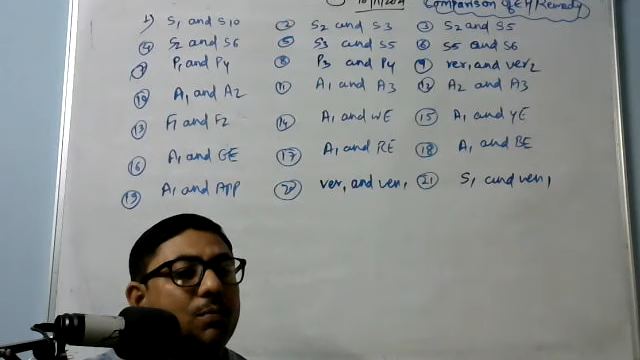 10/11/2021 Comparison of EH/Remedy
1) S1 and S10 ② S2 and S3 ③ S2 and S5
④ S2 and S6 ⑤ S3 and S5 ⑥ S5 and S6
⑦ P1 and P4 ⑧ P3 and P4 ⑨ ver1 and ver2
⑩ A1 and A2 ⑪ A1 and A3 ⑫ A2 and A3
⑬ F1 and F2 ⑭ A1 and WE ⑮ A1 and YE
⑯ A1 and GE ⑰ A1 and RE ⑱ A1 and BE
⑲ A1 and APP ⑳ ver1 and ven1 ㉑ S1 and ven1